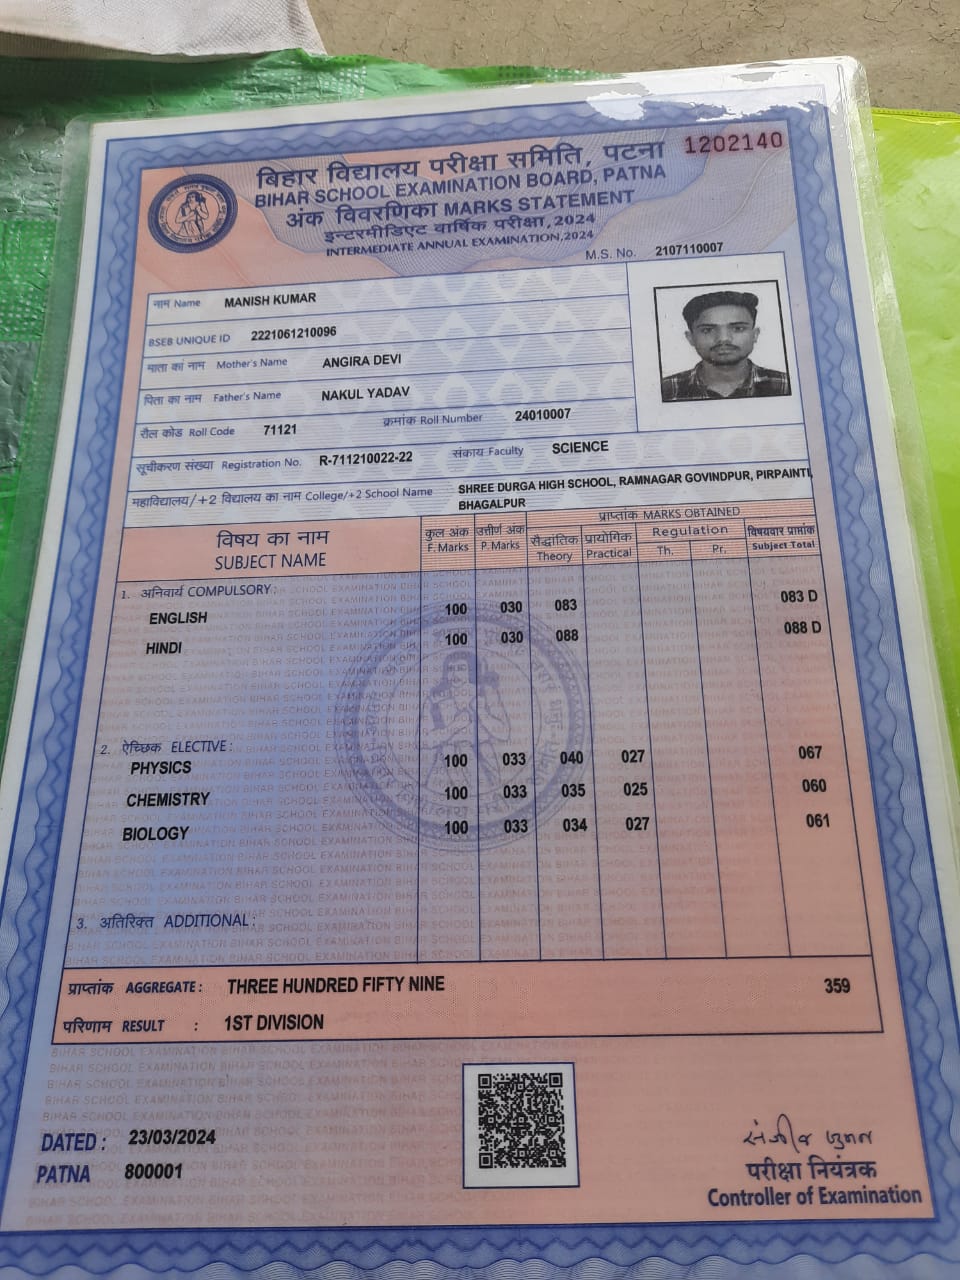 1202140
बिहार विद्यालय परीक्षा समिति, पटना
BIHAR SCHOOL EXAMINATION BOARD, PATNA
अंक विवरणिका MARKS STATEMENT
इन्टरमीडिएट वार्षिक परीक्षा, 2024
INTERMEDIATE ANNUAL EXAMINATION, 2024
M.S. No. 2107110007
नाम Name MANISH KUMAR
BSEB UNIQUE ID 2221061210096
माता का नाम Mother's Name ANGIRA DEVI
पिता का नाम Father's Name NAKUL YADAV
रौल कोड Roll Code 71121 क्रमांक Roll Number 24010007
सूचीकरण संख्या Registration No. R-711210022-22 संकाय Faculty SCIENCE
महाविद्यालय/+2 विद्यालय का नाम College/+2 School Name SHREE DURGA HIGH SCHOOL, RAMNAGAR GOVINDPUR, PIRPAINTI,
BHAGALPUR
विषय का नाम कुल अंक उत्तीर्ण अंक प्राप्तांक MARKS OBTAINED
SUBJECT NAME F. Marks P. Marks सैद्धांतिक Theory प्रायोगिक Practical Regulation Th. Pr. विषयवार प्राप्तांक Subject Total
1. अनिवार्य COMPULSORY :
ENGLISH 100 030 083 083 D
HINDI 100 030 088 088 D
2. ऐच्छिक ELECTIVE :
PHYSICS 100 033 040 027 067
CHEMISTRY 100 033 035 025 060
BIOLOGY 100 033 034 027 061
3. अतिरिक्त ADDITIONAL :
प्राप्तांक AGGREGATE : THREE HUNDRED FIFTY NINE 359
परिणाम RESULT : 1ST DIVISION
DATED : 23/03/2024
PATNA 800001
परीक्षा नियंत्रक
Controller of Examination